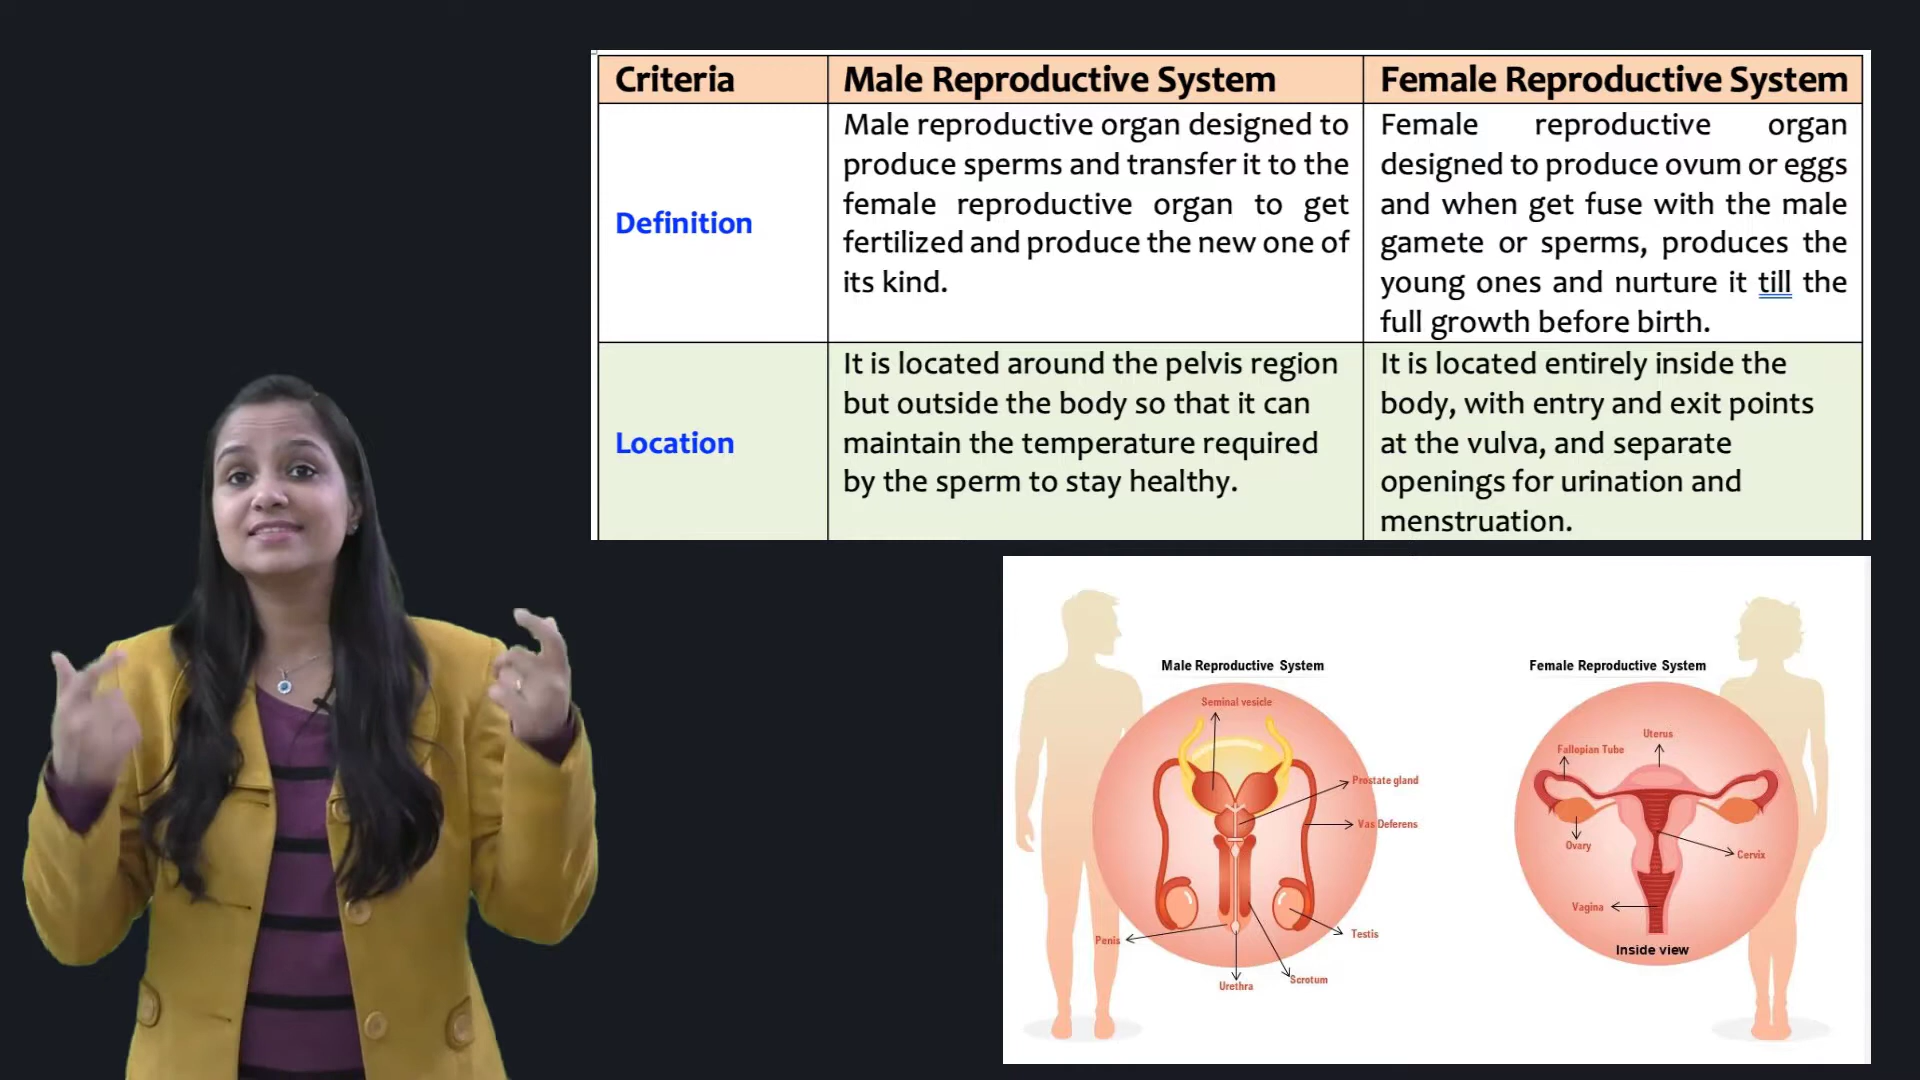 Criteria
Male Reproductive System
Female Reproductive System
Definition
Male reproductive organ designed to
produce sperms and transfer it to the
female reproductive organ to get
fertilized and produce the new one of
its kind.
Female reproductive organ
designed to produce ovum or eggs
and when get fuse with the male
gamete or sperms, produces the
young ones and nurture it till the
full growth before birth.
Location
It is located around the pelvis region
but outside the body so that it can
maintain the temperature required
by the sperm to stay healthy.
It is located entirely inside the
body, with entry and exit points
at the vulva, and separate
openings for urination and
menstruation.
Male Reproductive System
Seminal vesicle
Prostate gland
Vas Deferens
Testis
Scrotum
Urethra
Penis
Female Reproductive System
Uterus
Fallopian Tube
Ovary
Cervix
Vagina
Inside view